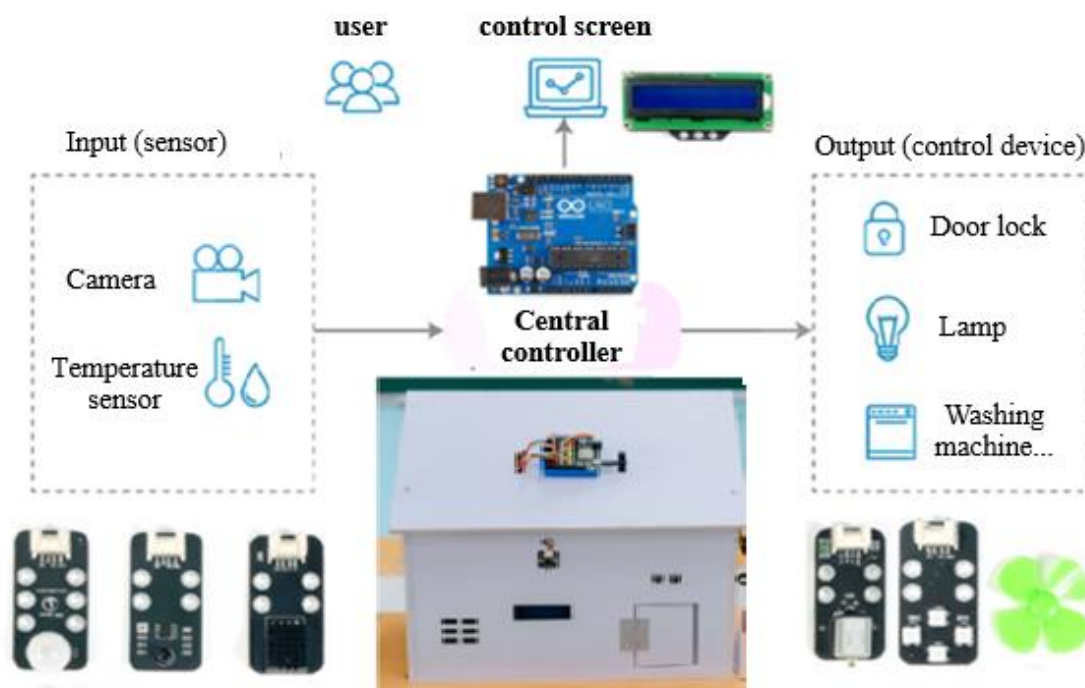 user
control screen
Input (sensor)
Output (control device)
Camera
Temperature
sensor
Central
controller
Door lock
Lamp
Washing
machine...